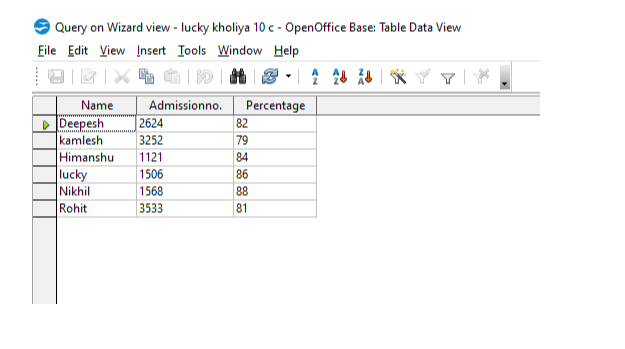 Query on Wizard view - lucky kholiya 10 c - OpenOffice Base: Table Data View
File Edit View Insert Tools Window Help
Name Admissionno. Percentage
Deepesh 2624 82
kamlesh 3252 79
Himanshu 1121 84
lucky 1506 86
Nikhil 1568 88
Rohit 3533 81